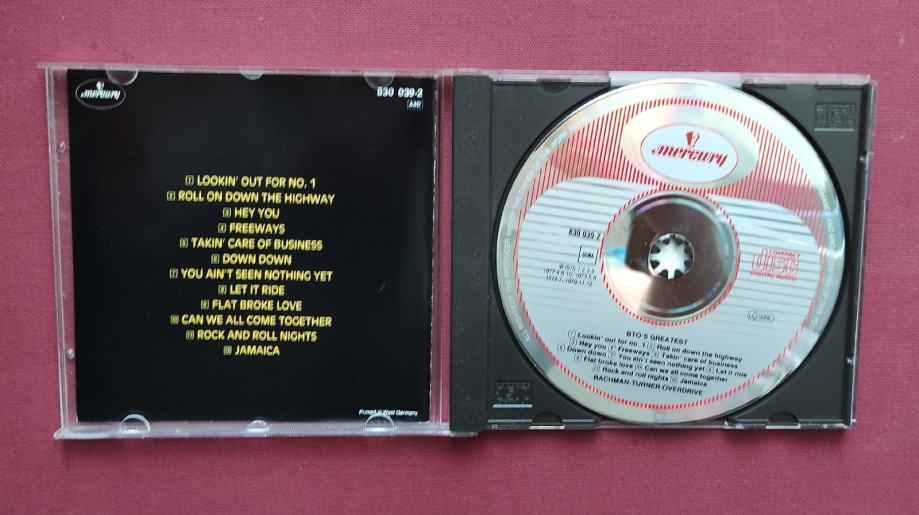 mercury
830 039-2
1 LOOKIN' OUT FOR NO. 1
2 ROLL ON DOWN THE HIGHWAY
3 HEY YOU
4 FREEWAYS
5 TAKIN' CARE OF BUSINESS
6 DOWN DOWN
7 YOU AIN'T SEEN NOTHING YET
8 LET IT RIDE
9 FLAT BROKE LOVE
10 CAN WE ALL COME TOGETHER
11 ROCK AND ROLL NIGHTS
12 JAMAICA
Printed in West Germany
mercury
830 039-2
COMPACT
disc
DIGITAL AUDIO
BTO'S GREATEST
1 Lookin' out for no. 1 2 Roll on down the highway
3 Hey you 4 Freeways 5 Takin' care of business
6 Down down 7 You ain't seen nothing yet 8 Let it ride
9 Flat broke love 10 Can we all come together
11 Rock and roll nights 12 Jamaica
BACHMAN-TURNER-OVERDRIVE